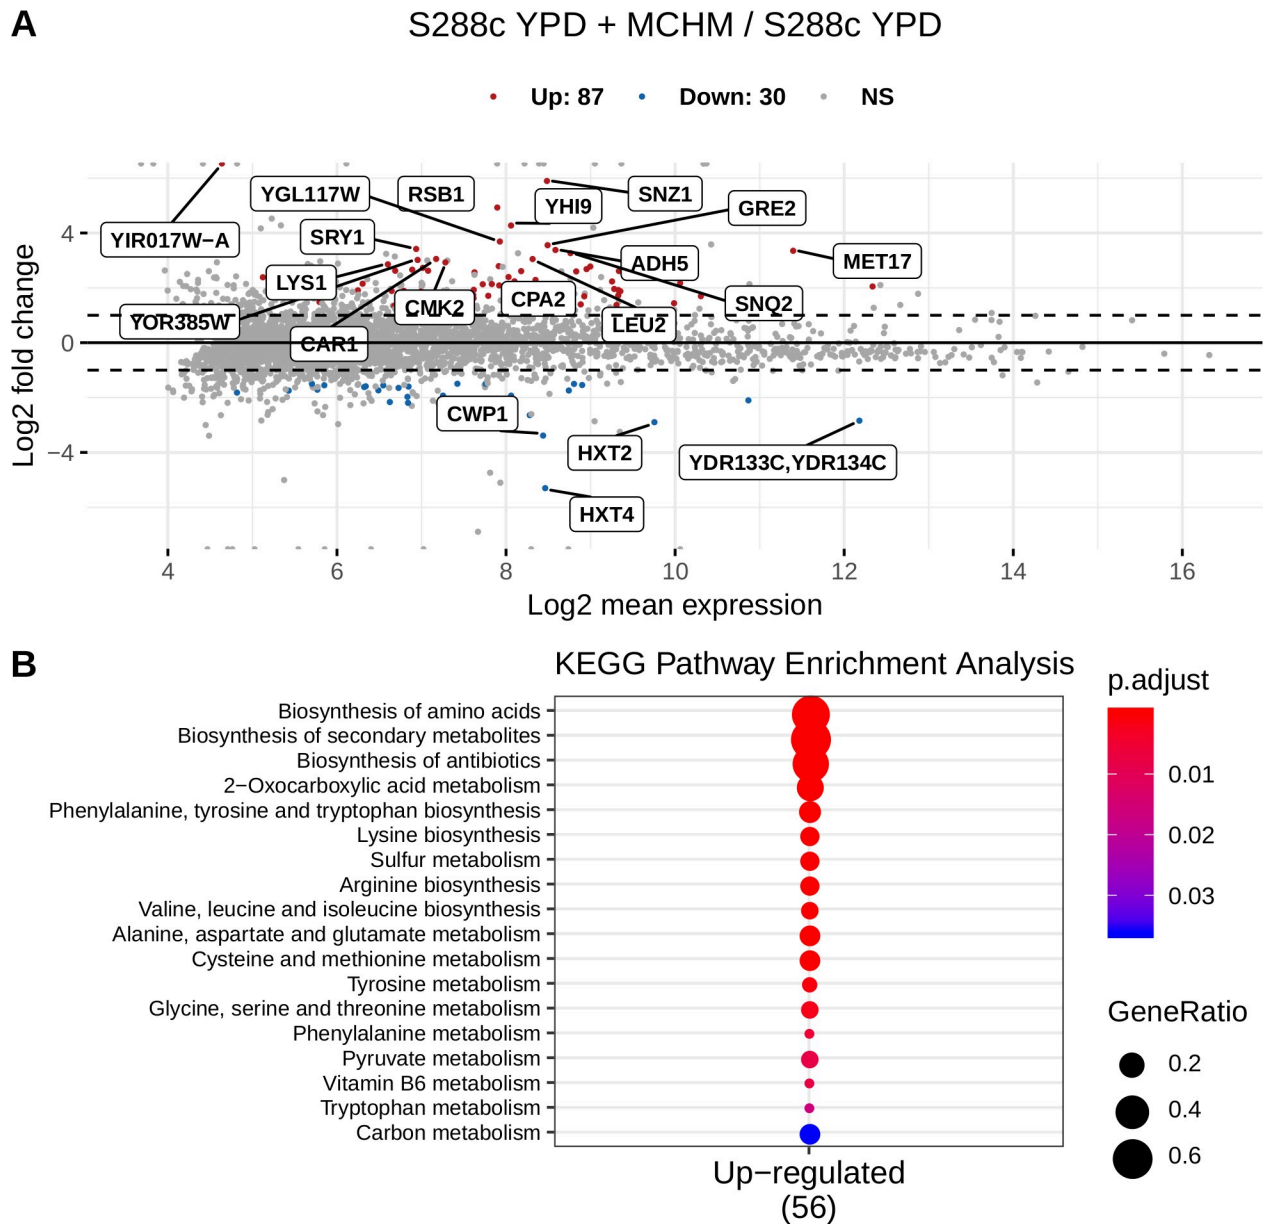 A
S288c YPD + MCHM / S288c YPD
Up: 87 Down: 30 NS
YGL117W RSB1 SNZ1
YHI9 GRE2
YIR017W−A SRY1
ADH5 MET17
LYS1 CMK2 CPA2 SNQ2
YOR385W LEU2
CAR1
CWP1
HXT2 YDR133C,YDR134C
HXT4
4
0
−4
Log2 fold change
4 6 8 10 12 14 16
Log2 mean expression
B
KEGG Pathway Enrichment Analysis
Biosynthesis of amino acids
Biosynthesis of secondary metabolites
Biosynthesis of antibiotics
2−Oxocarboxylic acid metabolism
Phenylalanine, tyrosine and tryptophan biosynthesis
Lysine biosynthesis
Sulfur metabolism
Arginine biosynthesis
Valine, leucine and isoleucine biosynthesis
Alanine, aspartate and glutamate metabolism
Cysteine and methionine metabolism
Tyrosine metabolism
Glycine, serine and threonine metabolism
Phenylalanine metabolism
Pyruvate metabolism
Vitamin B6 metabolism
Tryptophan metabolism
Carbon metabolism
Up−regulated
(56)
p.adjust
0.01
0.02
0.03
GeneRatio
0.2
0.4
0.6